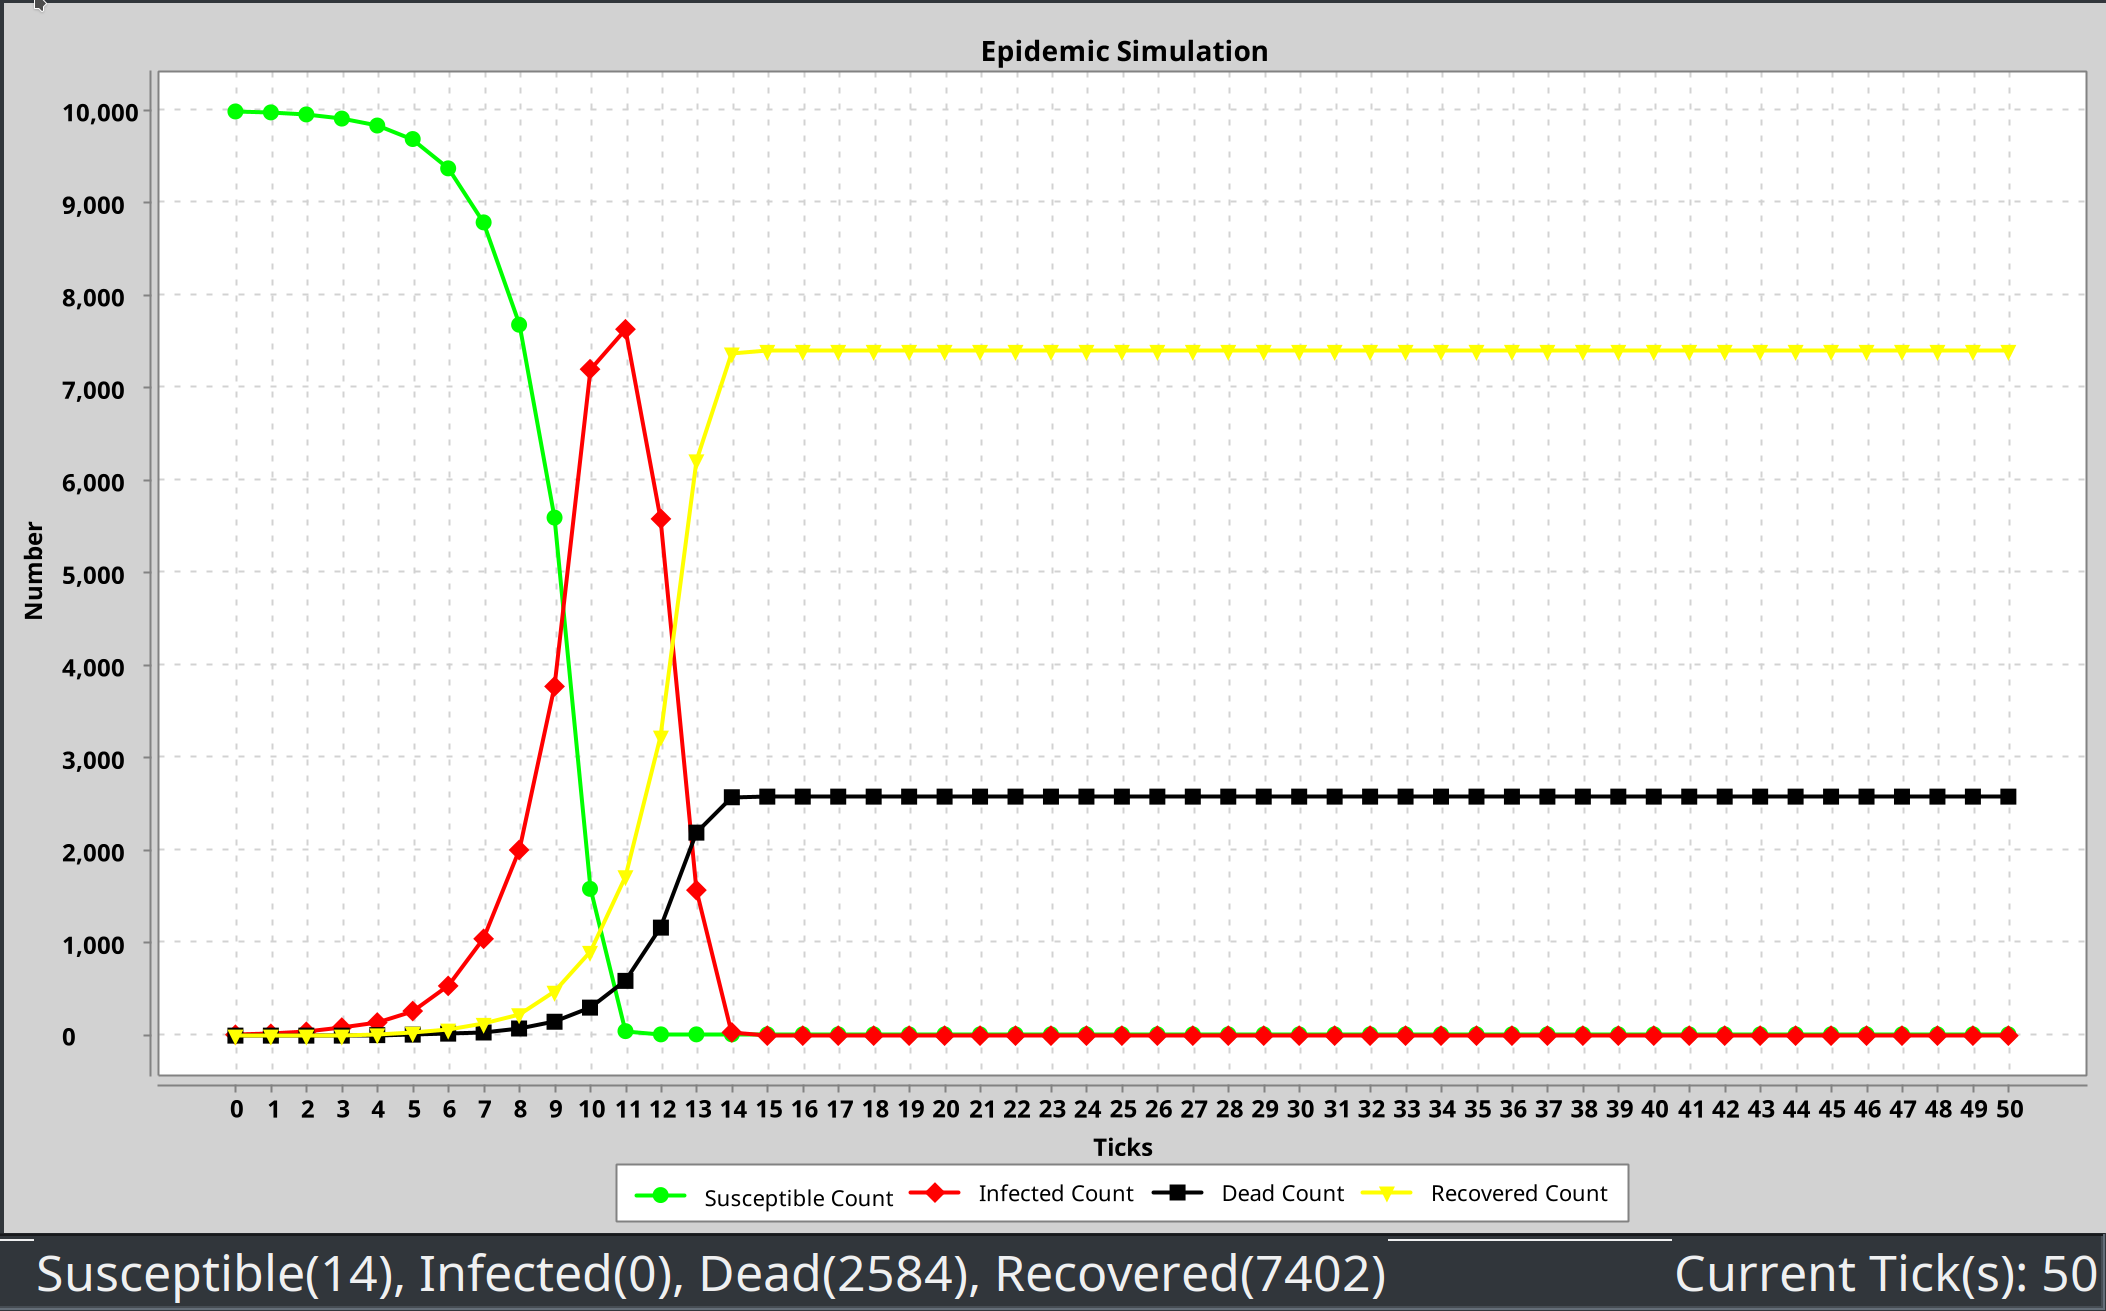 Epidemic Simulation
10,000
9,000
8,000
7,000
6,000
5,000
4,000
3,000
2,000
1,000
0
Number
0 1 2 3 4 5 6 7 8 9 10 11 12 13 14 15 16 17 18 19 20 21 22 23 24 25 26 27 28 29 30 31 32 33 34 35 36 37 38 39 40 41 42 43 44 45 46 47 48 49 50
Ticks
Susceptible Count Infected Count Dead Count Recovered Count
Susceptible(14), Infected(0), Dead(2584), Recovered(7402) Current Tick(s): 50